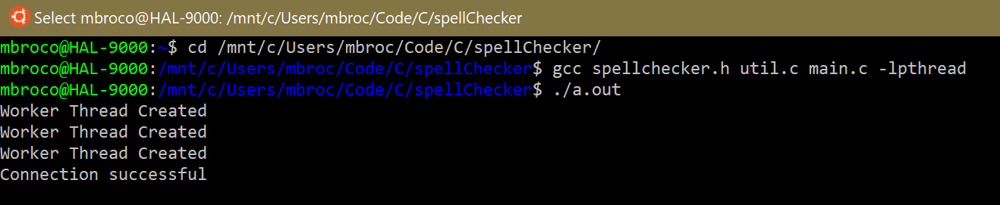 Select mbroco@HAL-9000: /mnt/c/Users/mbroc/Code/C/spellChecker
mbroco@HAL-9000:~$ cd /mnt/c/Users/mbroc/Code/C/spellChecker/
mbroco@HAL-9000:/mnt/c/Users/mbroc/Code/C/spellChecker$ gcc spellchecker.h util.c main.c -lpthread
mbroco@HAL-9000:/mnt/c/Users/mbroc/Code/C/spellChecker$ ./a.out
Worker Thread Created
Worker Thread Created
Worker Thread Created
Connection successful